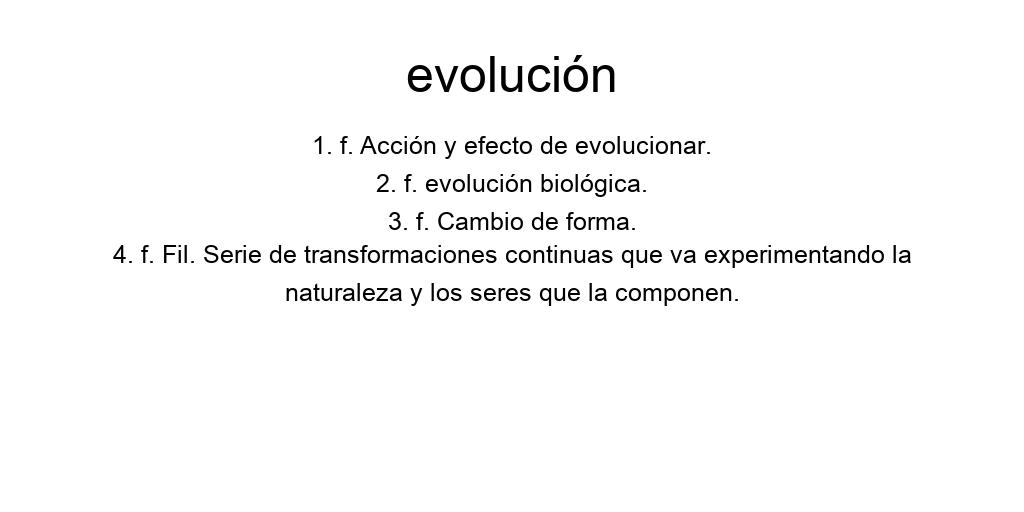 evolución
1. f. Acción y efecto de evolucionar.
2. f. evolución biológica.
3. f. Cambio de forma.
4. f. Fil. Serie de transformaciones continuas que va experimentando la
naturaleza y los seres que la componen.